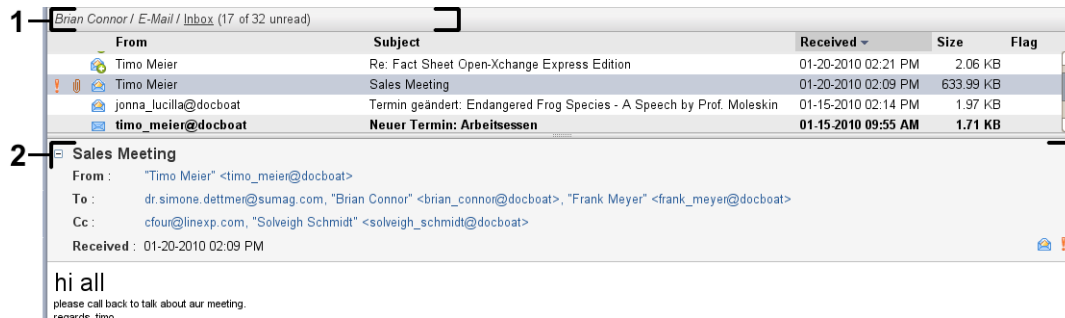 1
Brian Connor / E-Mail / Inbox (17 of 32 unread)
From Subject Received Size Flag
Timo Meier Re: Fact Sheet Open-Xchange Express Edition 01-20-2010 02:21 PM 2.06 KB
Timo Meier Sales Meeting 01-20-2010 02:09 PM 633.99 KB
jonna_lucilla@docboat Termin geändert: Endangered Frog Species - A Speech by Prof. Moleskin 01-15-2010 02:14 PM 1.97 KB
timo_meier@docboat Neuer Termin: Arbeitsessen 01-15-2010 09:55 AM 1.71 KB
2
Sales Meeting
From : "Timo Meier" <timo_meier@docboat>
To : dr.simone.dettmer@sumag.com, "Brian Connor" <brian_connor@docboat>, "Frank Meyer" <frank_meyer@docboat>
Cc : cfour@linexp.com, "Solveigh Schmidt" <solveigh_schmidt@docboat>
Received : 01-20-2010 02:09 PM
hi all
please call back to talk about aur meeting.
regards, timo